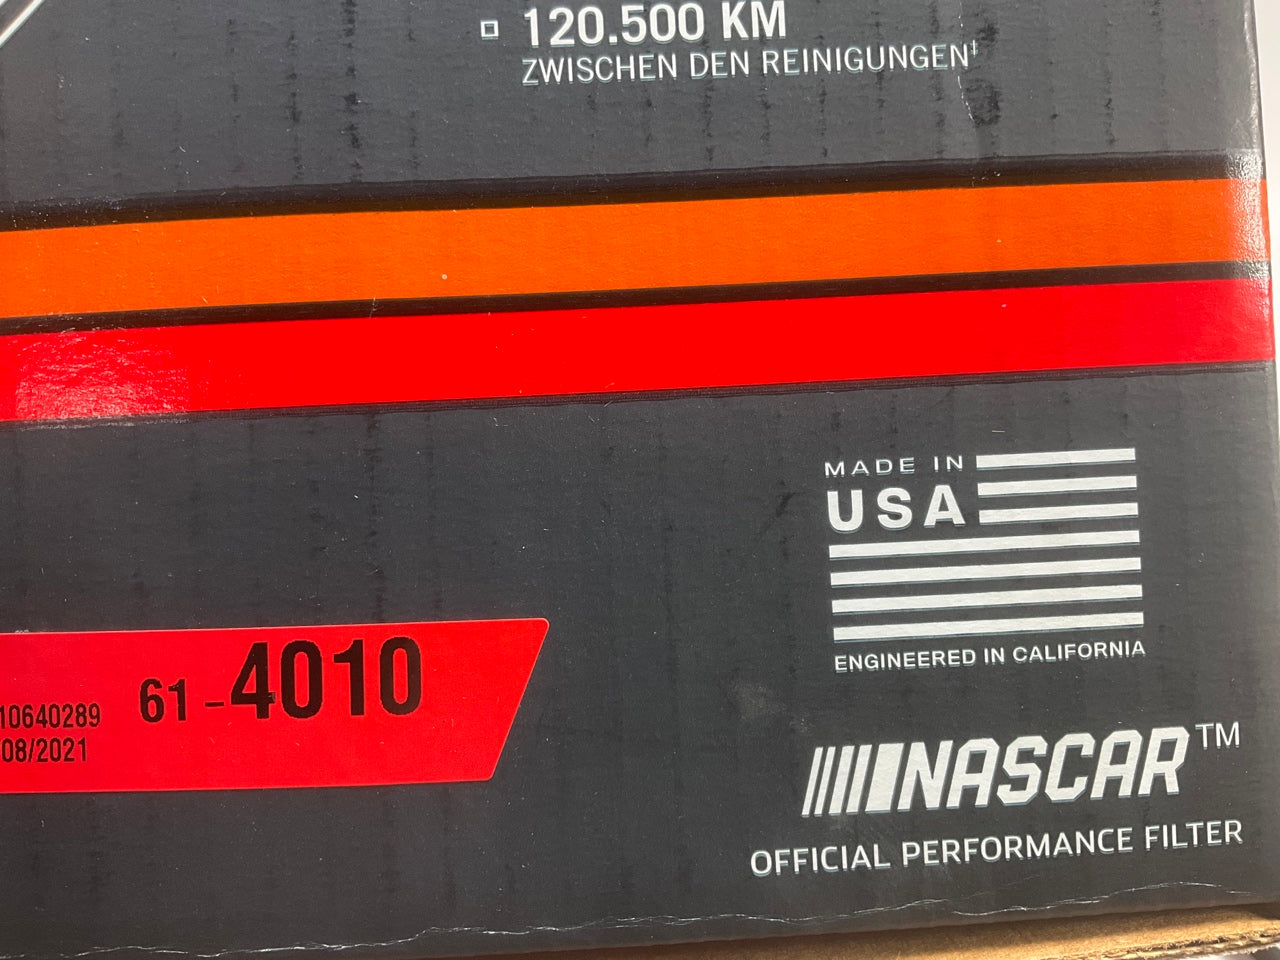 120.500 KM
ZWISCHEN DEN REINIGUNGEN‡
MADE IN
USA
ENGINEERED IN CALIFORNIA
10640289
08/2021
61-4010
NASCAR™
OFFICIAL PERFORMANCE FILTER